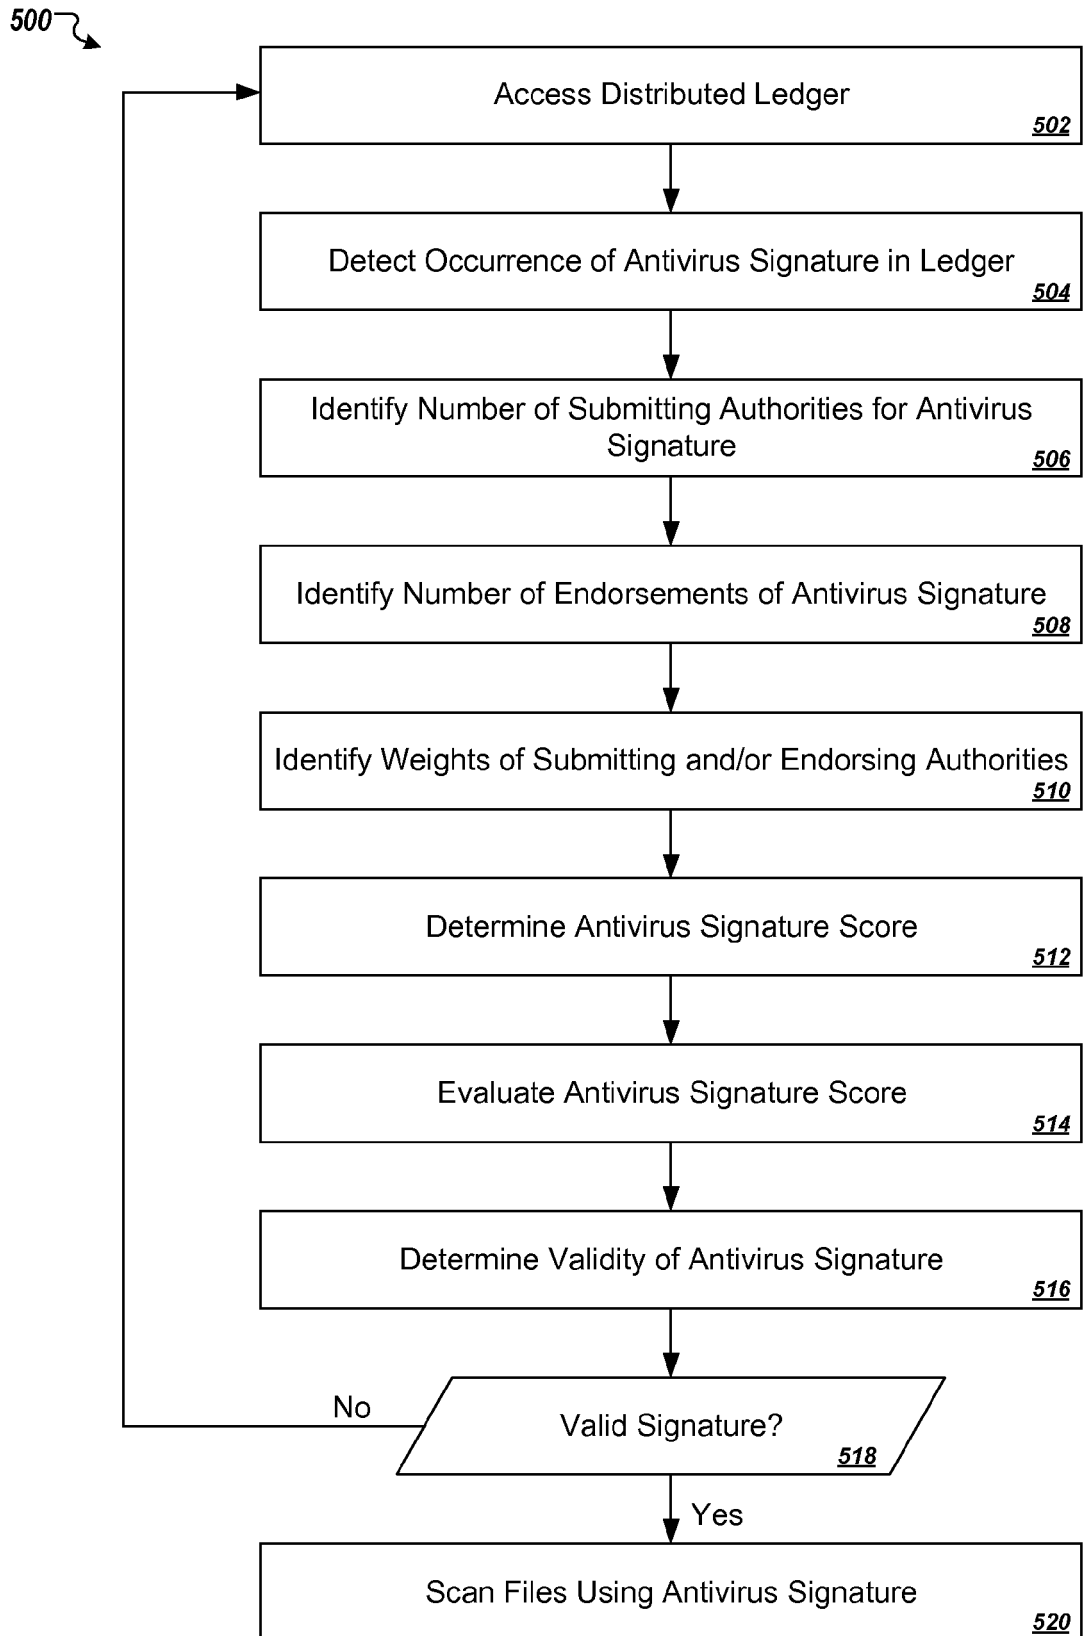 500
Access Distributed Ledger
502
Detect Occurrence of Antivirus Signature in Ledger
504
Identify Number of Submitting Authorities for Antivirus
Signature
506
Identify Number of Endorsements of Antivirus Signature
508
Identify Weights of Submitting and/or Endorsing Authorities
510
Determine Antivirus Signature Score
512
Evaluate Antivirus Signature Score
514
Determine Validity of Antivirus Signature
516
No
Valid Signature?
518
Yes
Scan Files Using Antivirus Signature
520